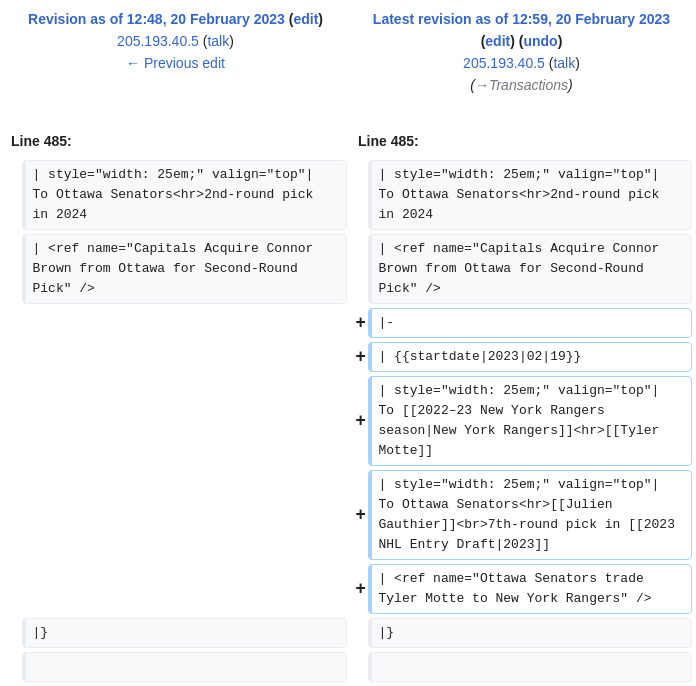 Revision as of 12:48, 20 February 2023 (edit)
205.193.40.5 (talk)
← Previous edit
Latest revision as of 12:59, 20 February 2023
(edit) (undo)
205.193.40.5 (talk)
(→Transactions)
Line 485:
Line 485:
| style="width: 25em;" valign="top"|
To Ottawa Senators<hr>2nd-round pick
in 2024
| style="width: 25em;" valign="top"|
To Ottawa Senators<hr>2nd-round pick
in 2024
| <ref name="Capitals Acquire Connor
Brown from Ottawa for Second-Round
Pick" />
| <ref name="Capitals Acquire Connor
Brown from Ottawa for Second-Round
Pick" />
+ |-
+ | {{startdate|2023|02|19}}
| style="width: 25em;" valign="top"|
To [[2022–23 New York Rangers
+ season|New York Rangers]]<hr>[[Tyler
Motte]]
| style="width: 25em;" valign="top"|
To Ottawa Senators<hr>[[Julien
+ Gauthier]]<br>7th-round pick in [[2023
NHL Entry Draft|2023]]
+ | <ref name="Ottawa Senators trade
Tyler Motte to New York Rangers" />
|}
|}